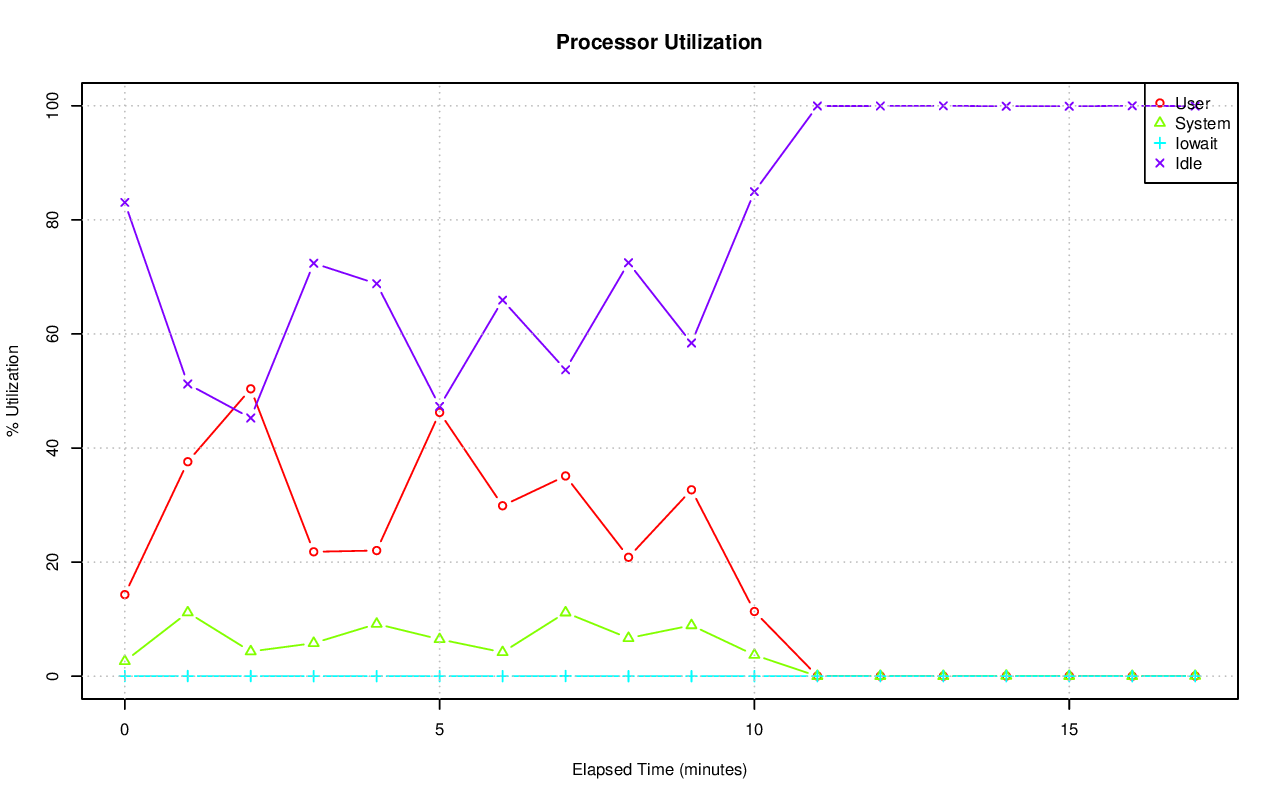 Processor Utilization
100
80
60
40
20
0
% Utilization
User
System
Iowait
Idle
0 5 10 15
Elapsed Time (minutes)